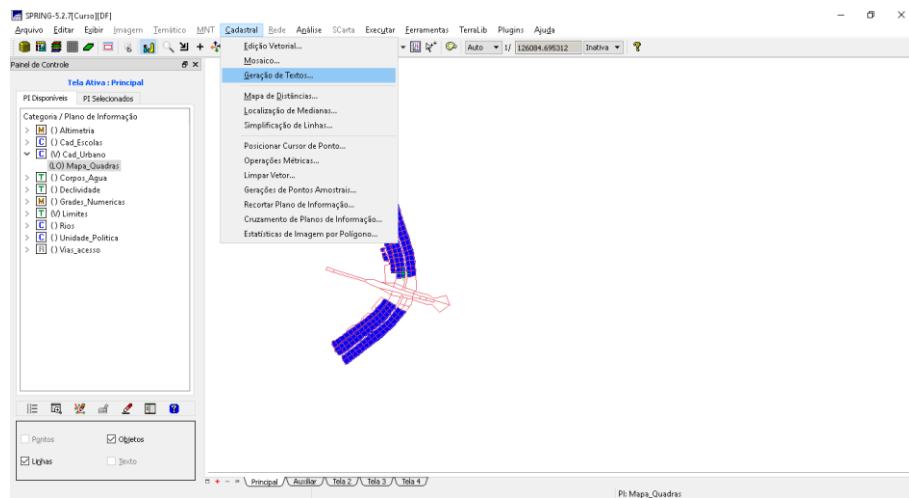 SPRING-5.2.7[Curso][DF]
Arquivo Editar Exibir Imagem Temático MNT Cadastral Rede Análise SCarta Executar Ferramentas TerraLib Plugins Ajuda
Auto 1/ 126084.695312 Inativa
Painel de Controle
Tela Ativa : Principal
PI Disponíveis PI Selecionados
Categoria / Plano de Informação
M () Altimetria
C () Cad_Escolas
C (V) Cad_Urbano
(LO) Mapa_Quadras
T () Corpos_Agua
T () Declividade
M () Grades_Numericas
T (V) Limites
C () Rios
C () Unidade_Politica
R () Vias_acesso
Edição Vetorial...
Mosaico...
Geração de Textos...
Mapa de Distâncias...
Localização de Medianas...
Simplificação de Linhas...
Posicionar Cursor de Ponto...
Operações Métricas...
Limpar Vetor...
Gerações de Pontos Amostrais...
Recortar Plano de Informação...
Cruzamento de Planos de Informação...
Estatísticas de Imagem por Polígono...
Pontos Objetos
Linhas Texto
Principal Auxiliar Tela 2 Tela 3 Tela 4
PI: Mapa_Quadras